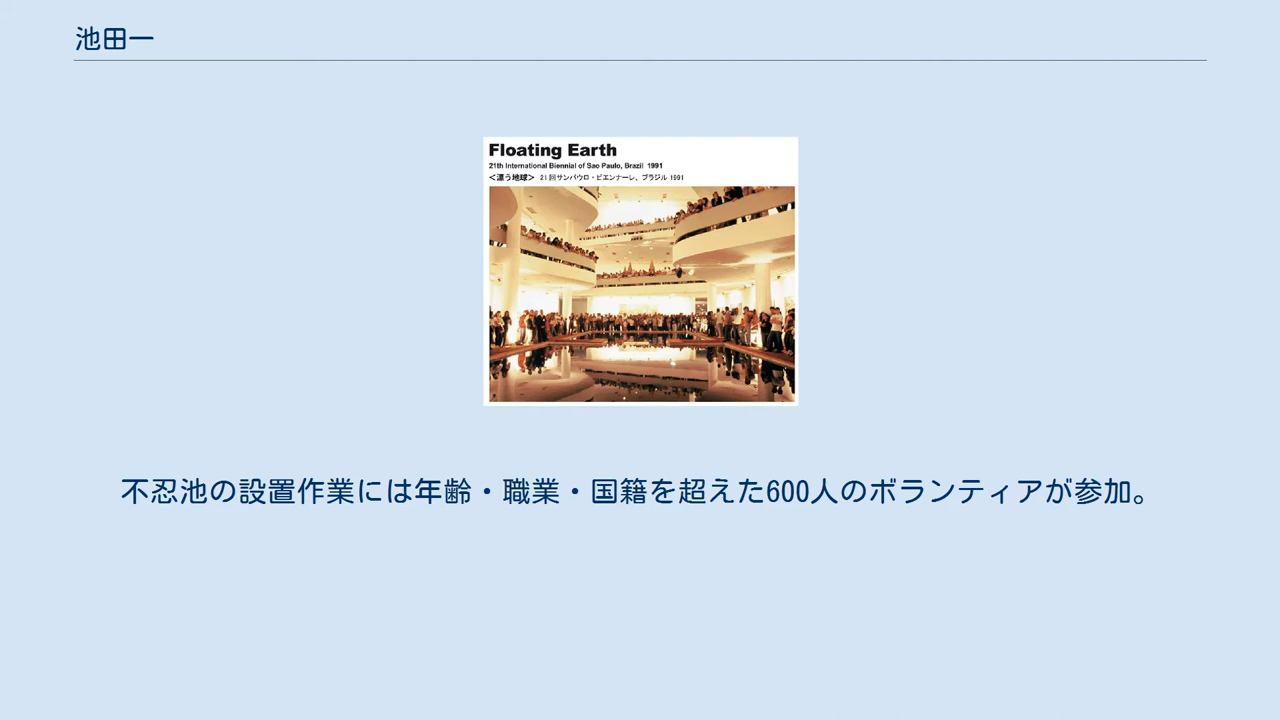 池田一
Floating Earth
21th International Biennial of Sao Paulo, Brazil 1991
＜漂う地球＞ 21回サンパウロ・ビエンナーレ、ブラジル 1991
不忍池の設置作業には年齢・職業・国籍を超えた600人のボランティアが参加。